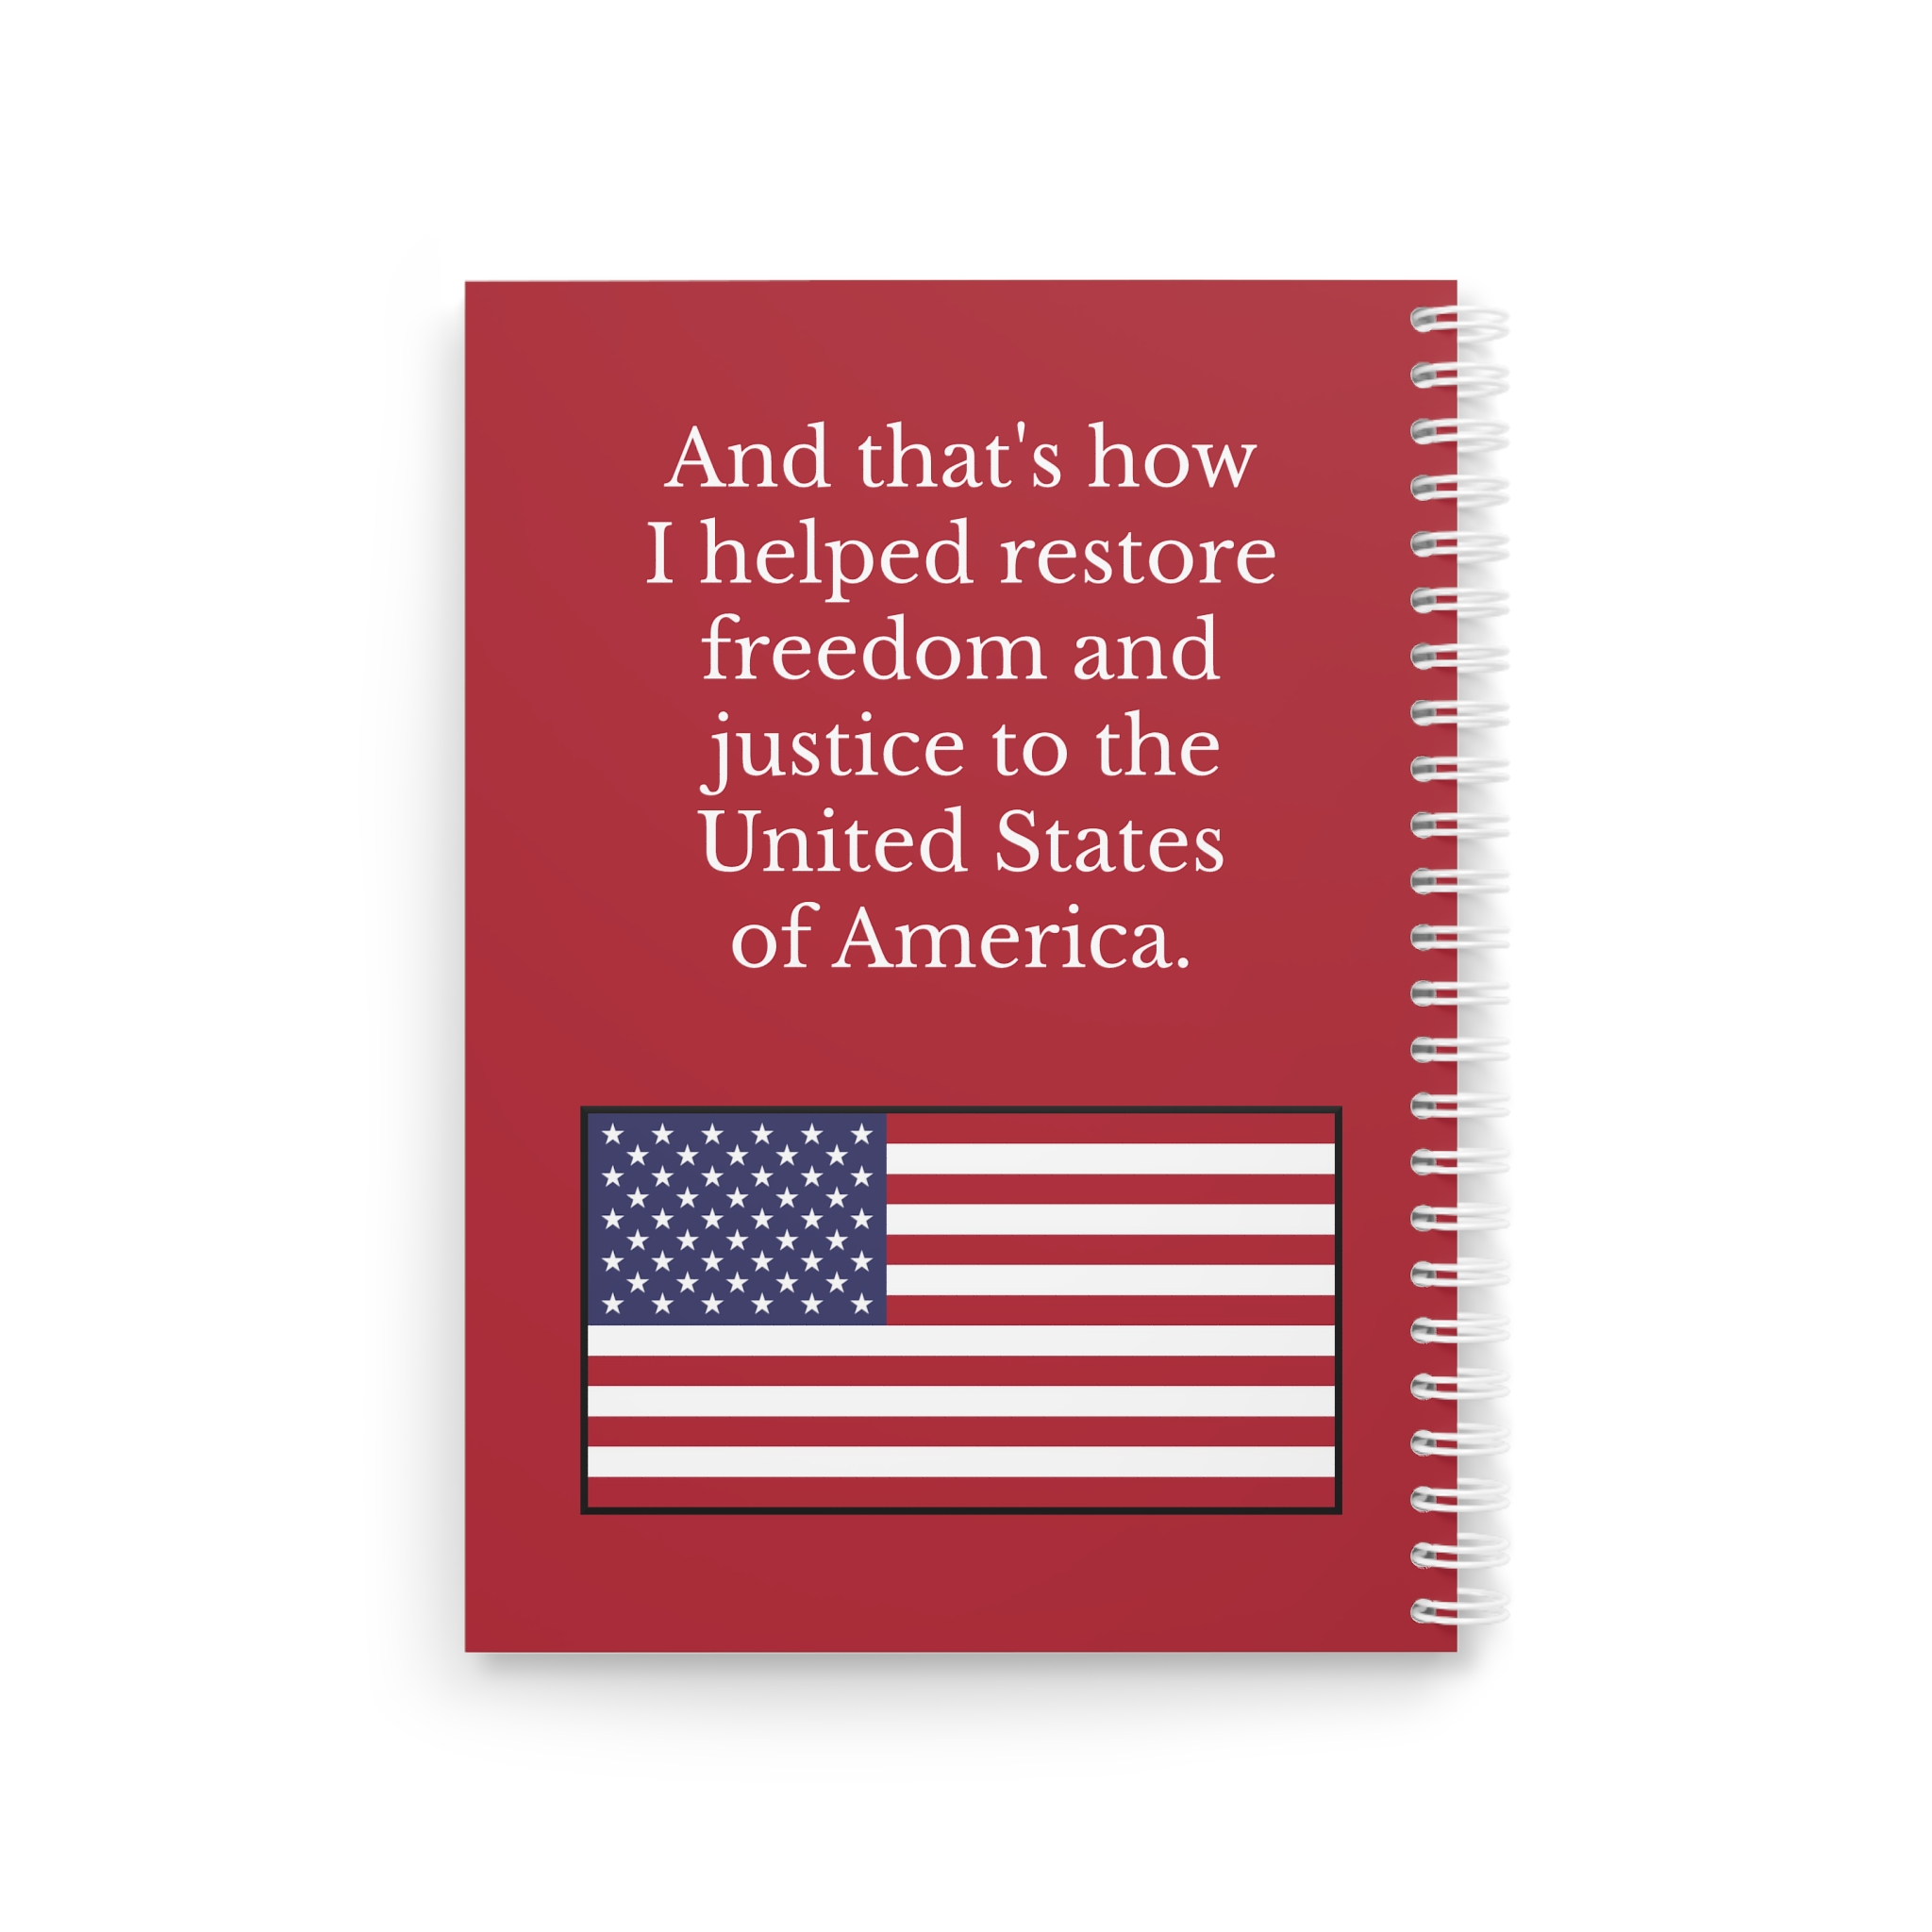 And that's how
I helped restore
freedom and
justice to the
United States
of America.